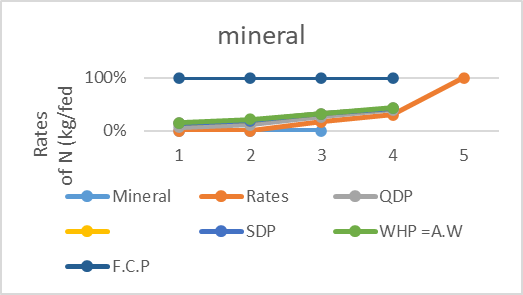 mineral
Rates
of N (kg/fed
100%
0%
1 2 3 4 5
Mineral Rates QDP
SDP WHP =A.W
F.C.P